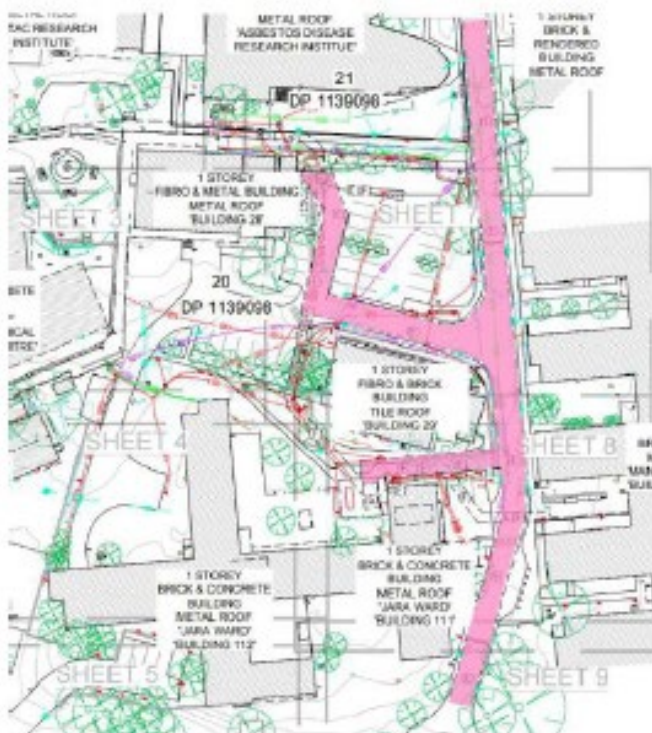 METAL ROOF
'ASBESTOS DISEASE
RESEARCH INSTITUE'
TAC RESEARCH
INSTITUTE'
1 STOREY
BRICK &
RENDERED
BUILDING
METAL ROOF
21
DP 1139098
1 STOREY
FIBRO & METAL BUILDING
METAL ROOF
'BUILDING 28'
SHEET 3
SHEET
20
DP 1139098
1 STOREY
FIBRO & BRICK
BUILDING
TILE ROOF
'BUILDING 29'
SHEET 4
SHEET 8
1 STOREY
BRICK & CONCRETE
BUILDING
METAL ROOF
'JARA WARD'
'BUILDING 112'
1 STOREY
BRICK & CONCRETE
BUILDING
METAL ROOF
'JARA WARD'
'BUILDING 111'
SHEET 5
SHEET 9